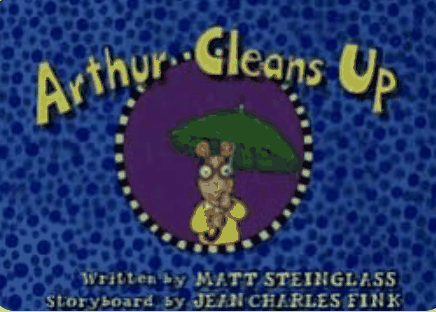 Arthur Cleans Up
Written by MATT STEINGLASS
Storyboard by JEAN CHARLES FINK